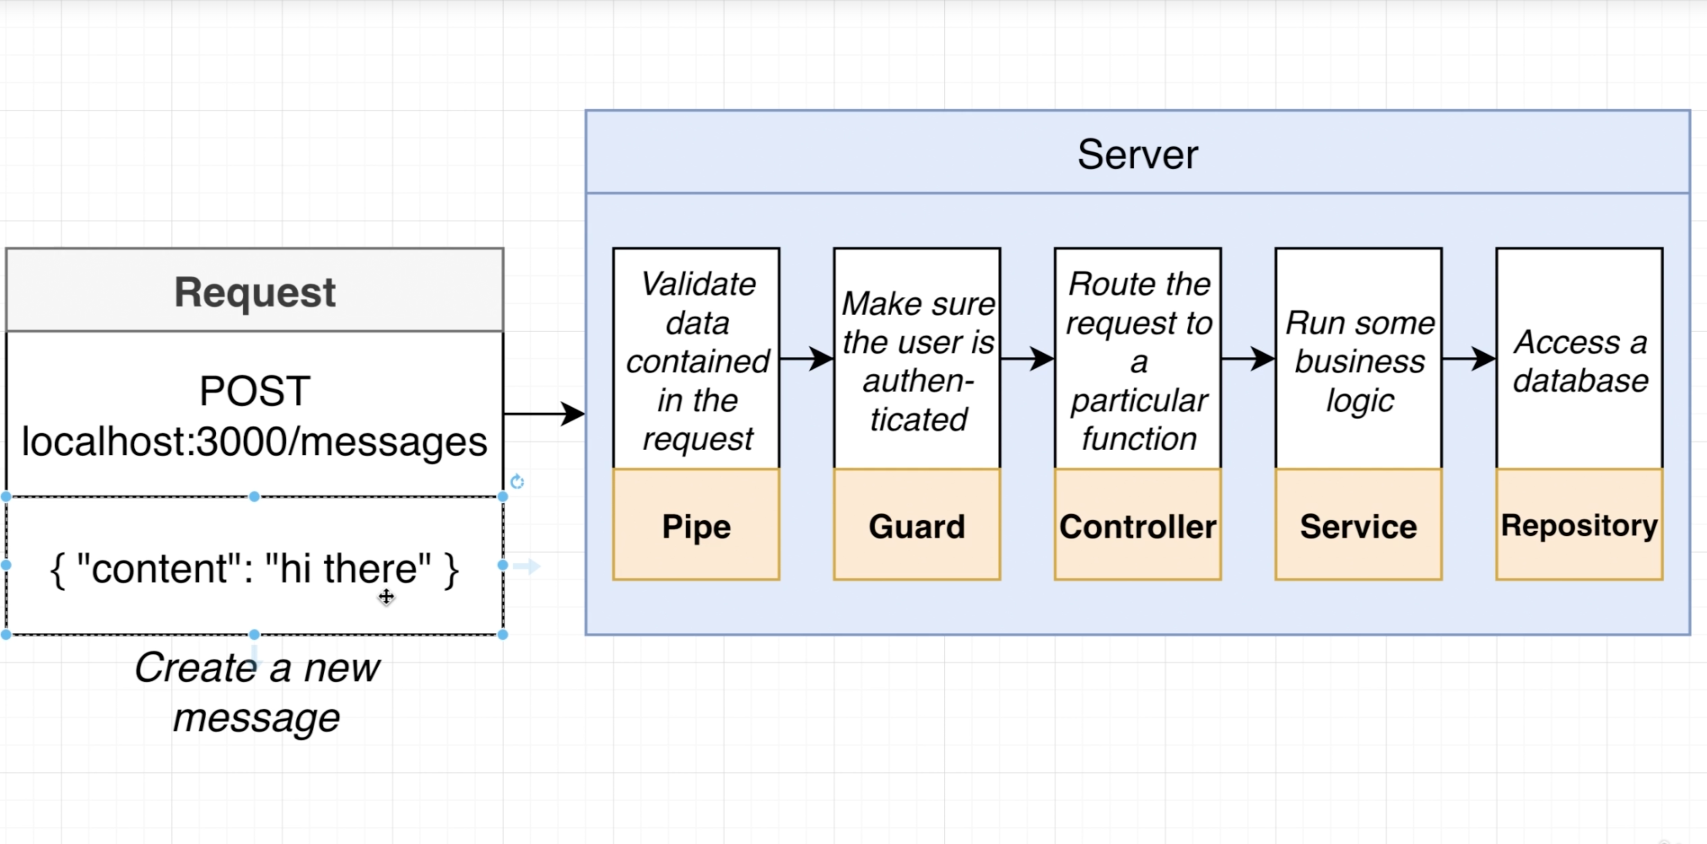 Server
Request
POST
localhost:3000/messages
{ "content": "hi there" }
Create a new
message
Validate
data
contained
in the
request
Pipe
Make sure
the user is
authen-
ticated
Guard
Route the
request to
a
particular
function
Controller
Run some
business
logic
Service
Access a
database
Repository